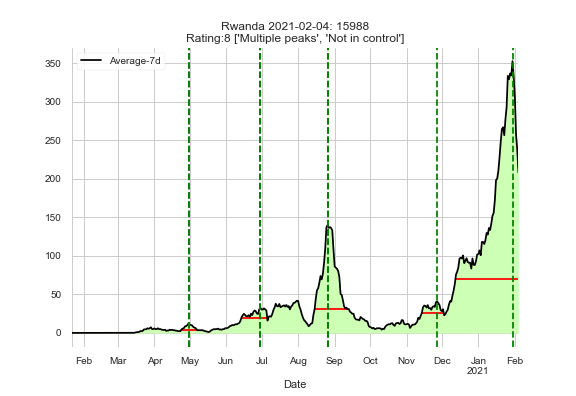 Rwanda 2021-02-04: 15988
Rating:8 ['Multiple peaks', 'Not in control']
Average-7d
350
300
250
200
150
100
50
0
Feb Mar Apr May Jun Jul Aug Sep Oct Nov Dec Jan Feb
2021
Date